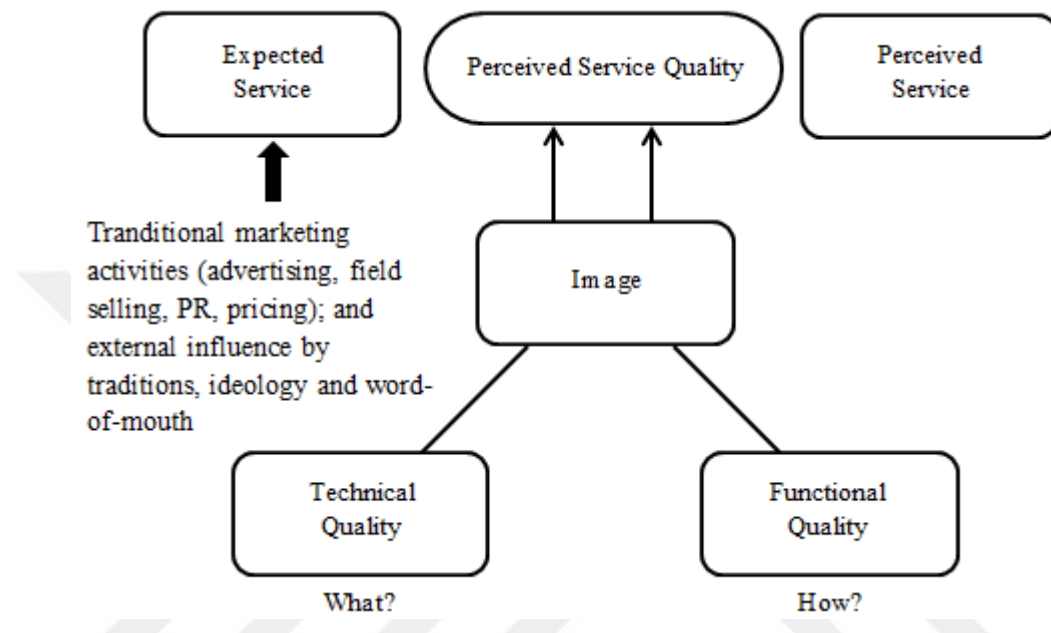 Expected
Service
Perceived Service Quality
Perceived
Service
Tranditional marketing
activities (advertising, field
selling, PR, pricing); and
external influence by
traditions, ideology and word-
of-mouth
Image
Technical
Quality
Functional
Quality
What?
How?